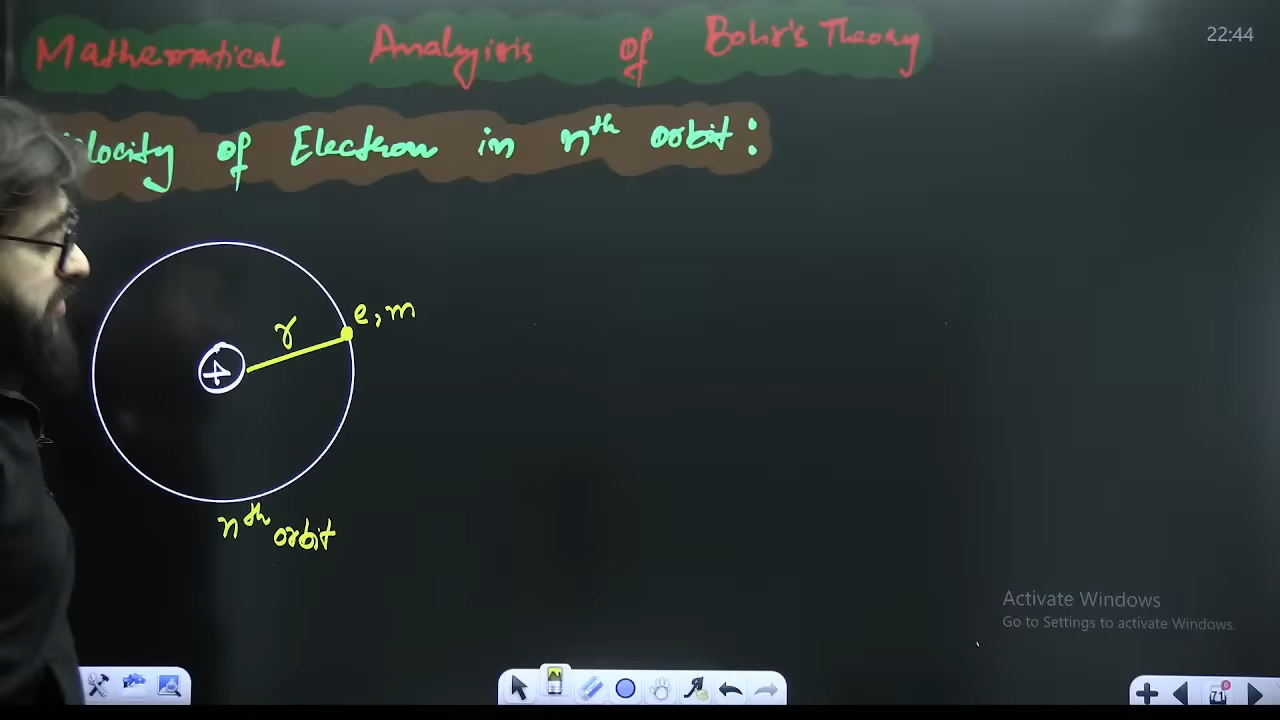 Mathematical Analysis of Bohr's Theory
22:44
locity of Electron in nth orbit:
r
e, m
+
nth orbit
Activate Windows
Go to Settings to activate Windows.
71